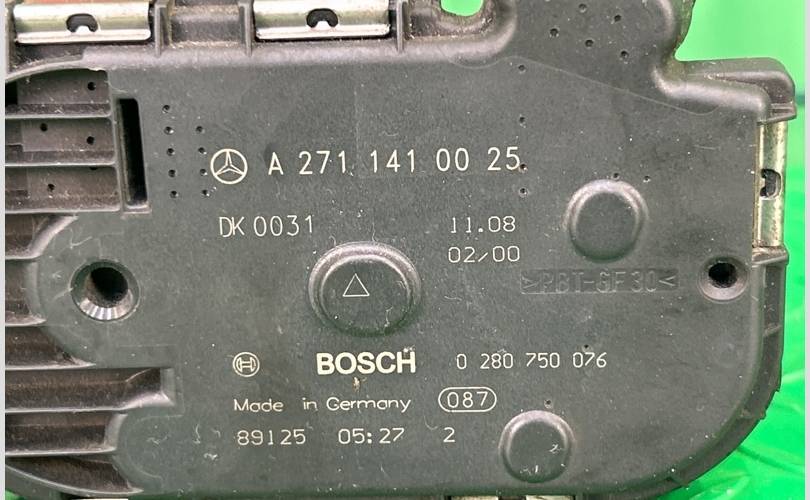 A 271 141 00 25
DK 0031
11.08
02/00
>PBT-GF30<
BOSCH 0 280 750 076
Made in Germany 087
89125 05:27 2